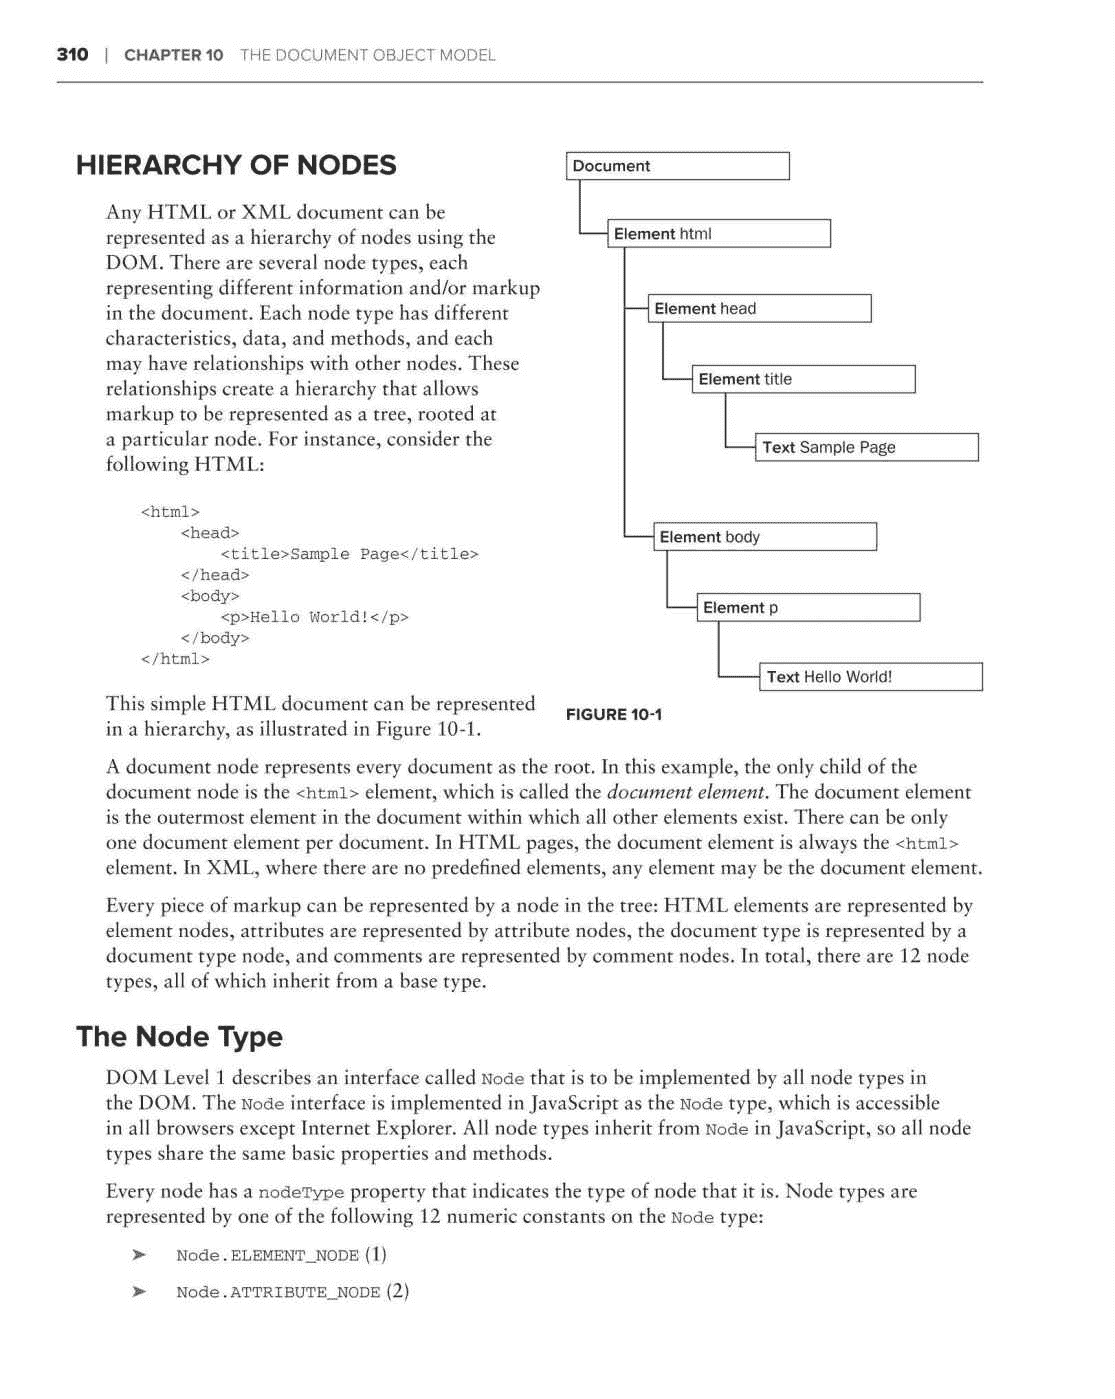 310 | CHAPTER 10 THE DOCUMENT OBJECT MODEL
HIERARCHY OF NODES
Any HTML or XML document can be
represented as a hierarchy of nodes using the
DOM. There are several node types, each
representing different information and/or markup
in the document. Each node type has different
characteristics, data, and methods, and each
may have relationships with other nodes. These
relationships create a hierarchy that allows
markup to be represented as a tree, rooted at
a particular node. For instance, consider the
following HTML:
<html>
    <head>
        <title>Sample Page</title>
    </head>
    <body>
        <p>Hello World!</p>
    </body>
</html>
This simple HTML document can be represented
in a hierarchy, as illustrated in Figure 10-1.
Document
Element html
Element head
Element title
Text Sample Page
Element body
Element p
Text Hello World!
FIGURE 10-1
A document node represents every document as the root. In this example, the only child of the
document node is the <html> element, which is called the document element. The document element
is the outermost element in the document within which all other elements exist. There can be only
one document element per document. In HTML pages, the document element is always the <html>
element. In XML, where there are no predefined elements, any element may be the document element.
Every piece of markup can be represented by a node in the tree: HTML elements are represented by
element nodes, attributes are represented by attribute nodes, the document type is represented by a
document type node, and comments are represented by comment nodes. In total, there are 12 node
types, all of which inherit from a base type.
The Node Type
DOM Level 1 describes an interface called Node that is to be implemented by all node types in
the DOM. The Node interface is implemented in JavaScript as the Node type, which is accessible
in all browsers except Internet Explorer. All node types inherit from Node in JavaScript, so all node
types share the same basic properties and methods.
Every node has a nodeType property that indicates the type of node that it is. Node types are
represented by one of the following 12 numeric constants on the Node type:
➤ Node.ELEMENT_NODE (1)
➤ Node.ATTRIBUTE_NODE (2)